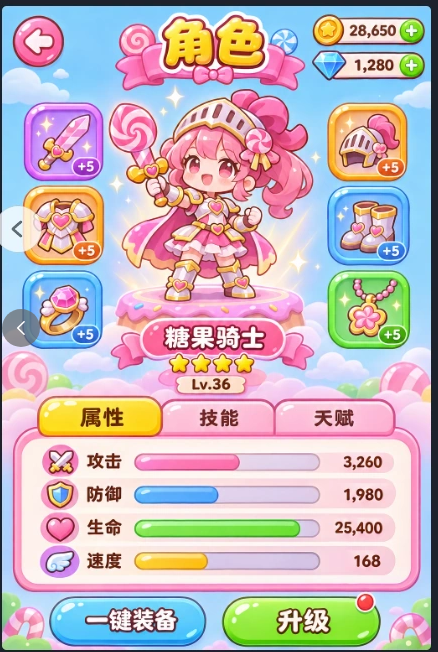 角色
28,650
1,280
+5
+5
+5
+5
+5
+5
糖果骑士
Lv.36
属性
技能
天赋
攻击 3,260
防御 1,980
生命 25,400
速度 168
一键装备
升级